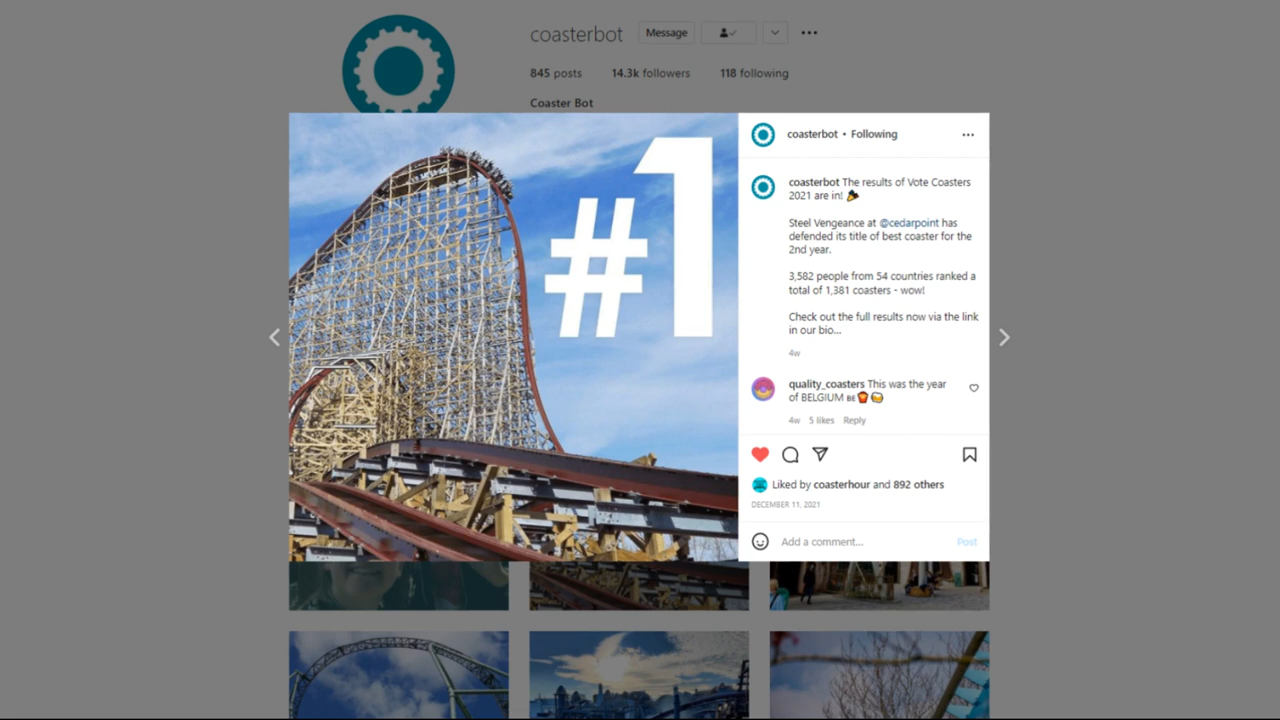 coasterbot
Message
845 posts 14.3k followers 118 following
Coaster Bot
#1
coasterbot • Following
coasterbot The results of Vote Coasters
2021 are in! 🎉
Steel Vengeance at @cedarpoint has
defended its title of best coaster for the
2nd year.
3,582 people from 54 countries ranked a
total of 1,381 coasters - wow!
Check out the full results now via the link
in our bio...
4w
quality_coasters This was the year
of BELGIUM BE🍟🍻
4w 5 likes Reply
Liked by coasterhour and 892 others
DECEMBER 11, 2021
Add a comment... Post